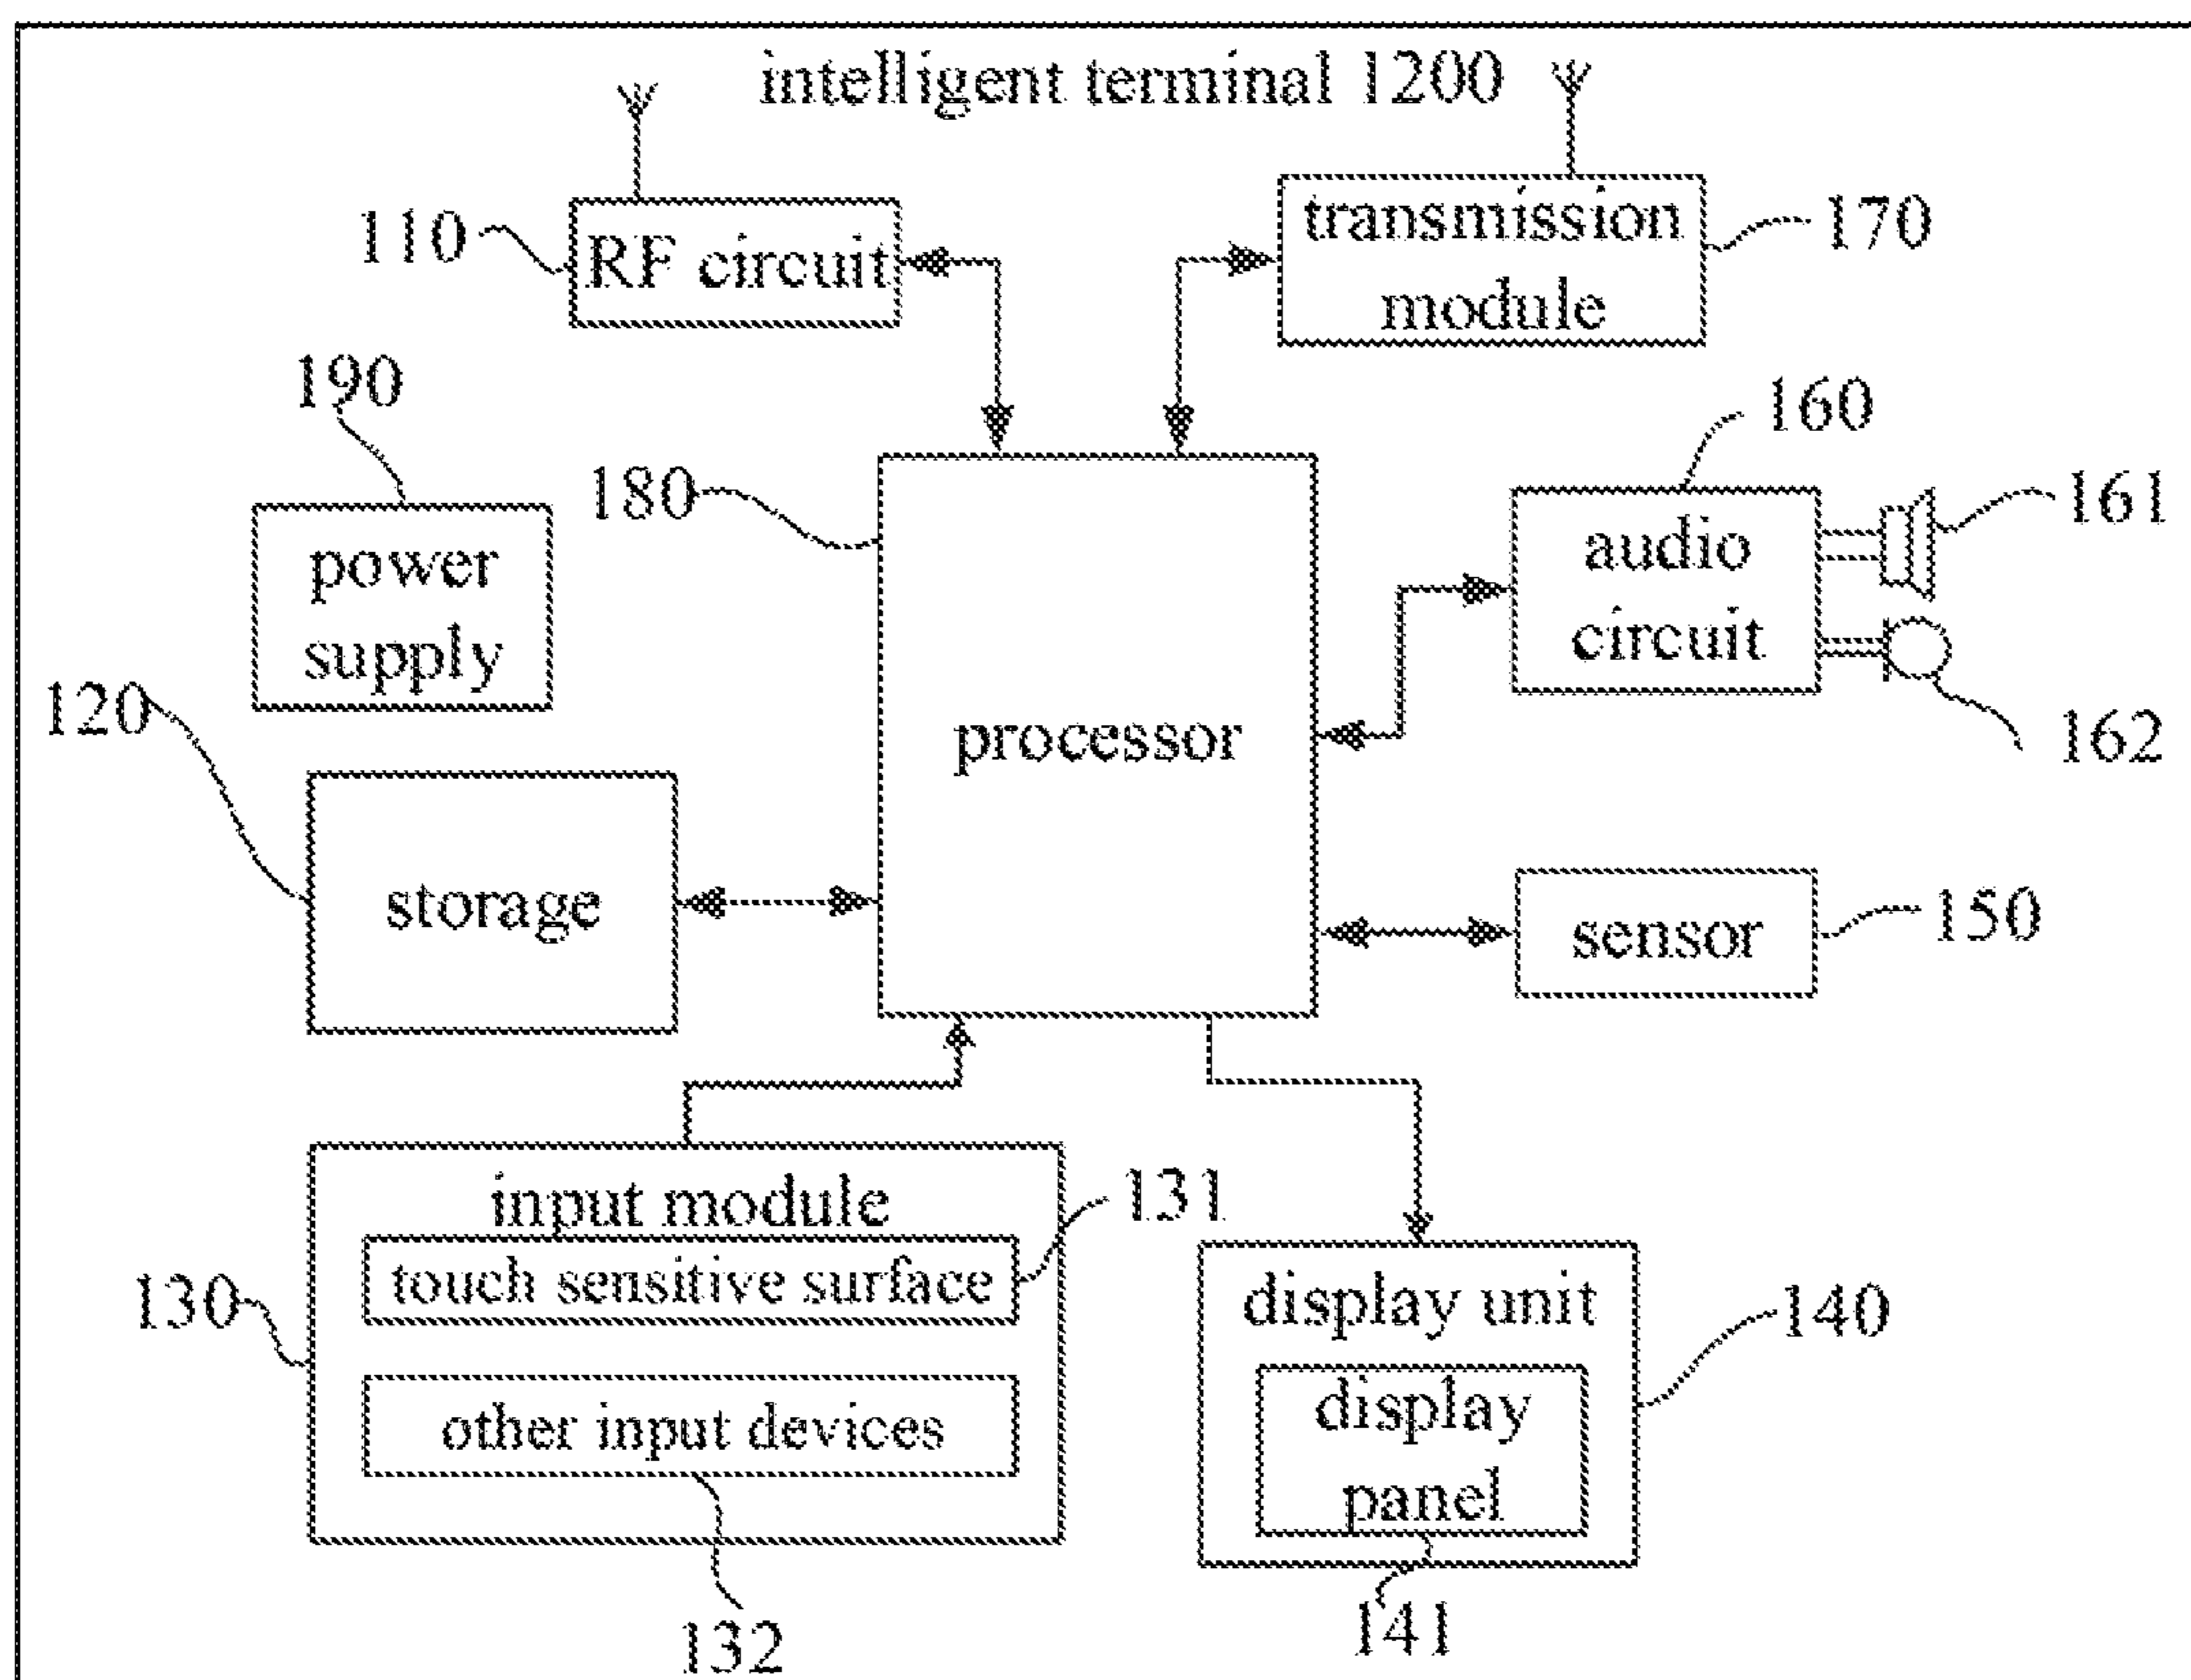 intelligent terminal 1200
110
RF circuit
transmission
module
170
190
180
160
161
power
supply
audio
circuit
162
120
processor
storage
sensor
150
input module
131
touch sensitive surface
130
other input devices
132
display unit
140
display
panel
141